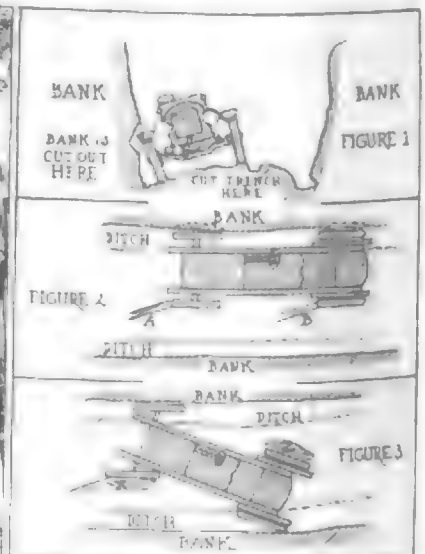 BANK
BANK IS
CUT OUT
HERE
CUT TRENCH
HERE
BANK
FIGURE 1
BANK
DITCH
FIGURE 2
A
B
DITCH
BANK
BANK
DITCH
FIGURE 3
DITCH
BANK